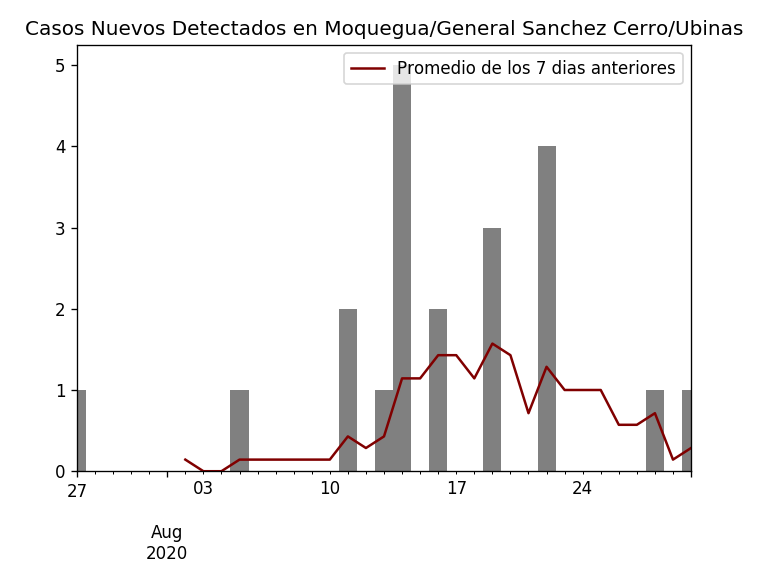 Casos Nuevos Detectados en Moquegua/General Sanchez Cerro/Ubinas
Promedio de los 7 dias anteriores
5
4
3
2
1
0
27 03 10 17 24
Aug
2020